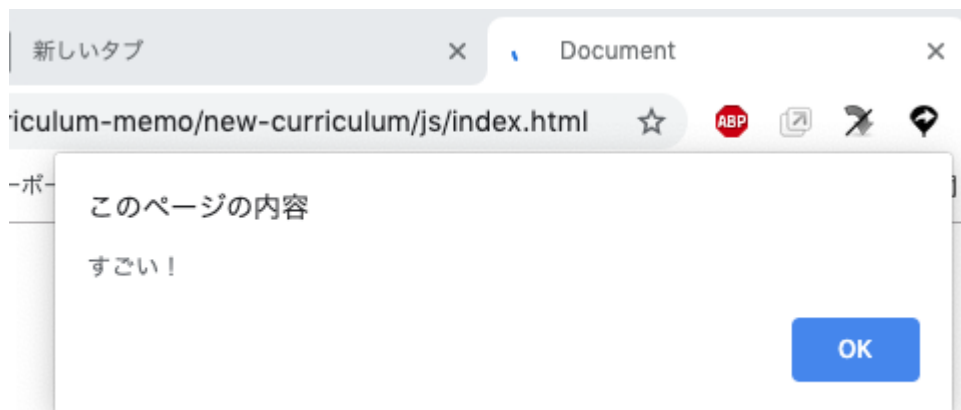 新しいタブ
Document
riculum-memo/new-curriculum/js/index.html
ABP
ーボー
このページの内容
すごい！
OK